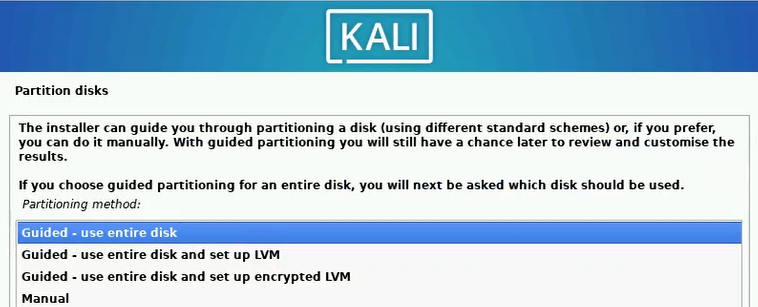 KALI
Partition disks
The installer can guide you through partitioning a disk (using different standard schemes) or, if you prefer,
you can do it manually. With guided partitioning you will still have a chance later to review and customise the
results.
If you choose guided partitioning for an entire disk, you will next be asked which disk should be used.
Partitioning method:
Guided - use entire disk
Guided - use entire disk and set up LVM
Guided - use entire disk and set up encrypted LVM
Manual